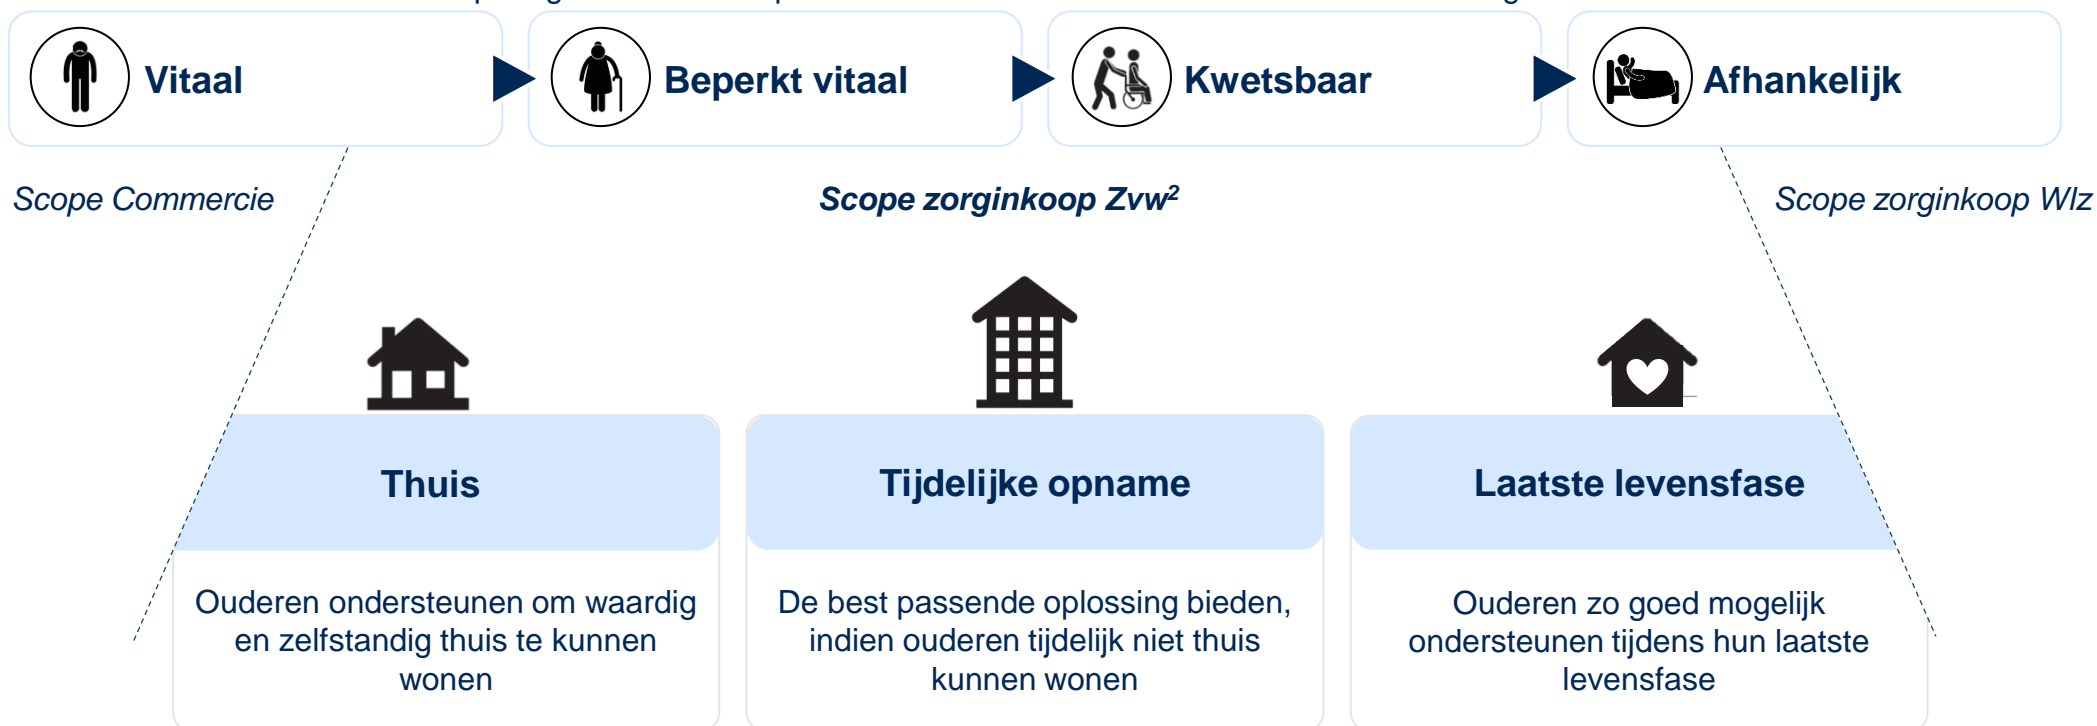 Vitaal
Beperkt vitaal
Kwetsbaar
Afhankelijk
Scope Commercie
Scope zorginkoop Zvw²
Scope zorginkoop Wlz
Thuis
Tijdelijke opname
Laatste levensfase
Ouderen ondersteunen om waardig
en zelfstandig thuis te kunnen
wonen
De best passende oplossing bieden,
indien ouderen tijdelijk niet thuis
kunnen wonen
Ouderen zo goed mogelijk
ondersteunen tijdens hun laatste
levensfase